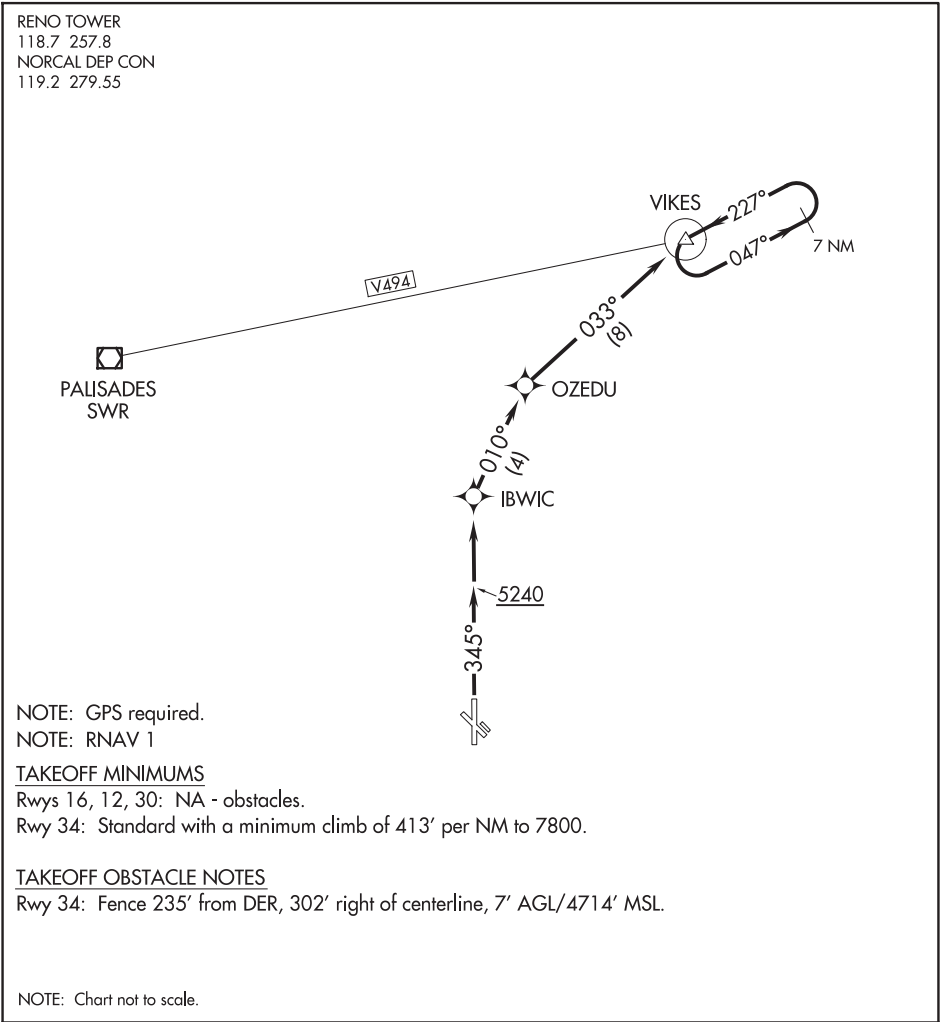 RENO TOWER
118.7 257.8
NORCAL DEP CON
119.2 279.55
VIKES
227°
047°
7 NM
V494
033°
(8)
PALISADES
SWR
OZEDU
010°
(4)
IBWIC
5240
345°
NOTE: GPS required.
NOTE: RNAV 1
TAKEOFF MINIMUMS
Rwys 16, 12, 30: NA - obstacles.
Rwy 34: Standard with a minimum climb of 413' per NM to 7800.
TAKEOFF OBSTACLE NOTES
Rwy 34: Fence 235' from DER, 302' right of centerline, 7' AGL/4714' MSL.
NOTE: Chart not to scale.